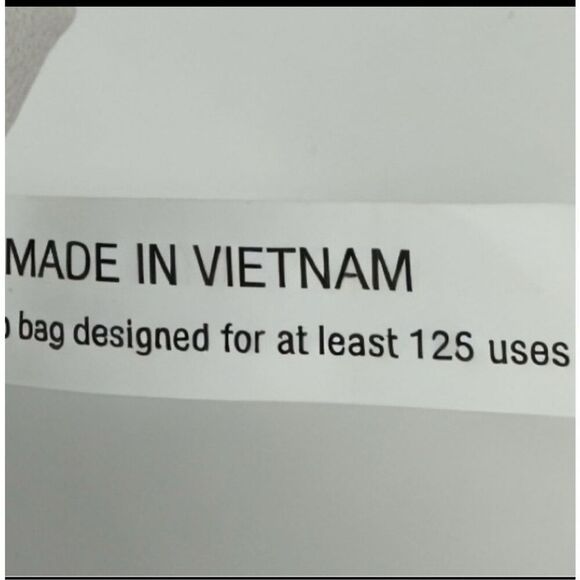 MADE IN VIETNAM
bag designed for at least 125 uses